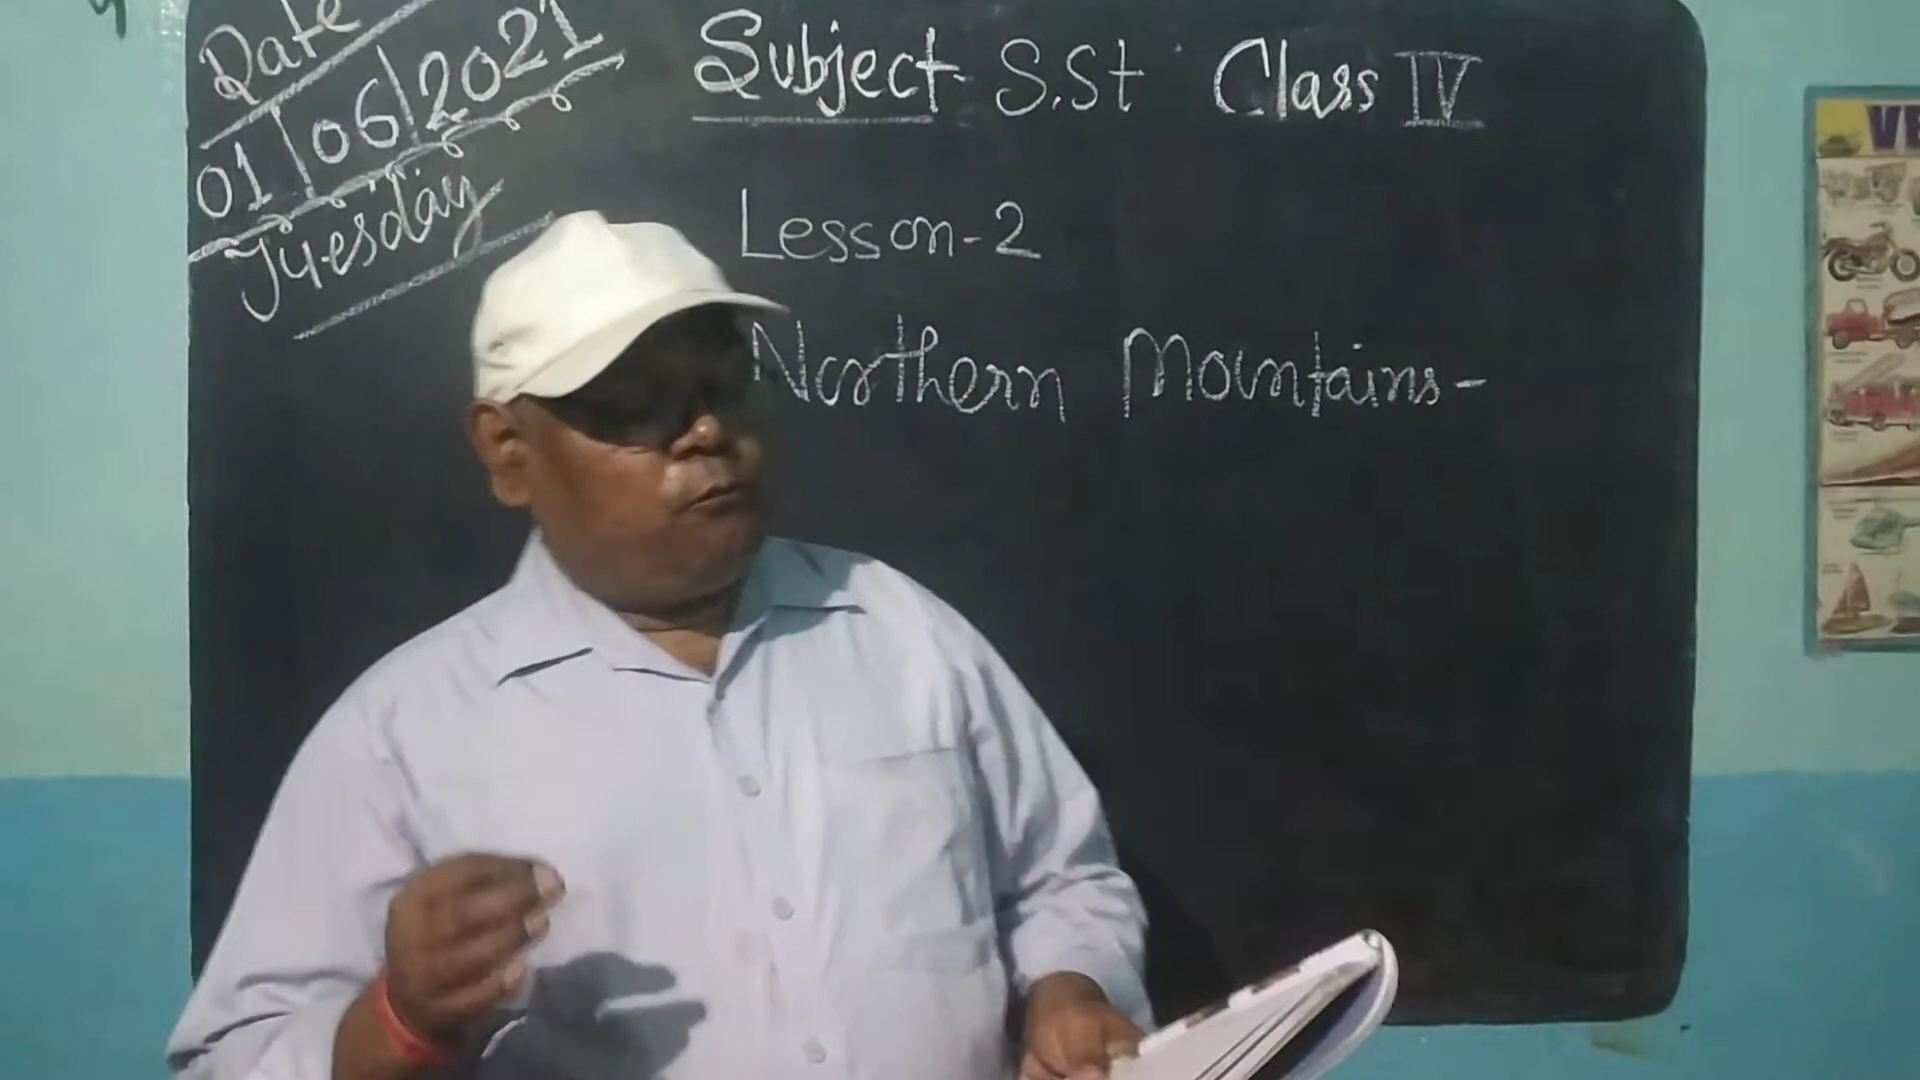 Date
01/06/2021
Tuesday
Subject- S.St Class IV
Lesson-2
Northern Mountains-